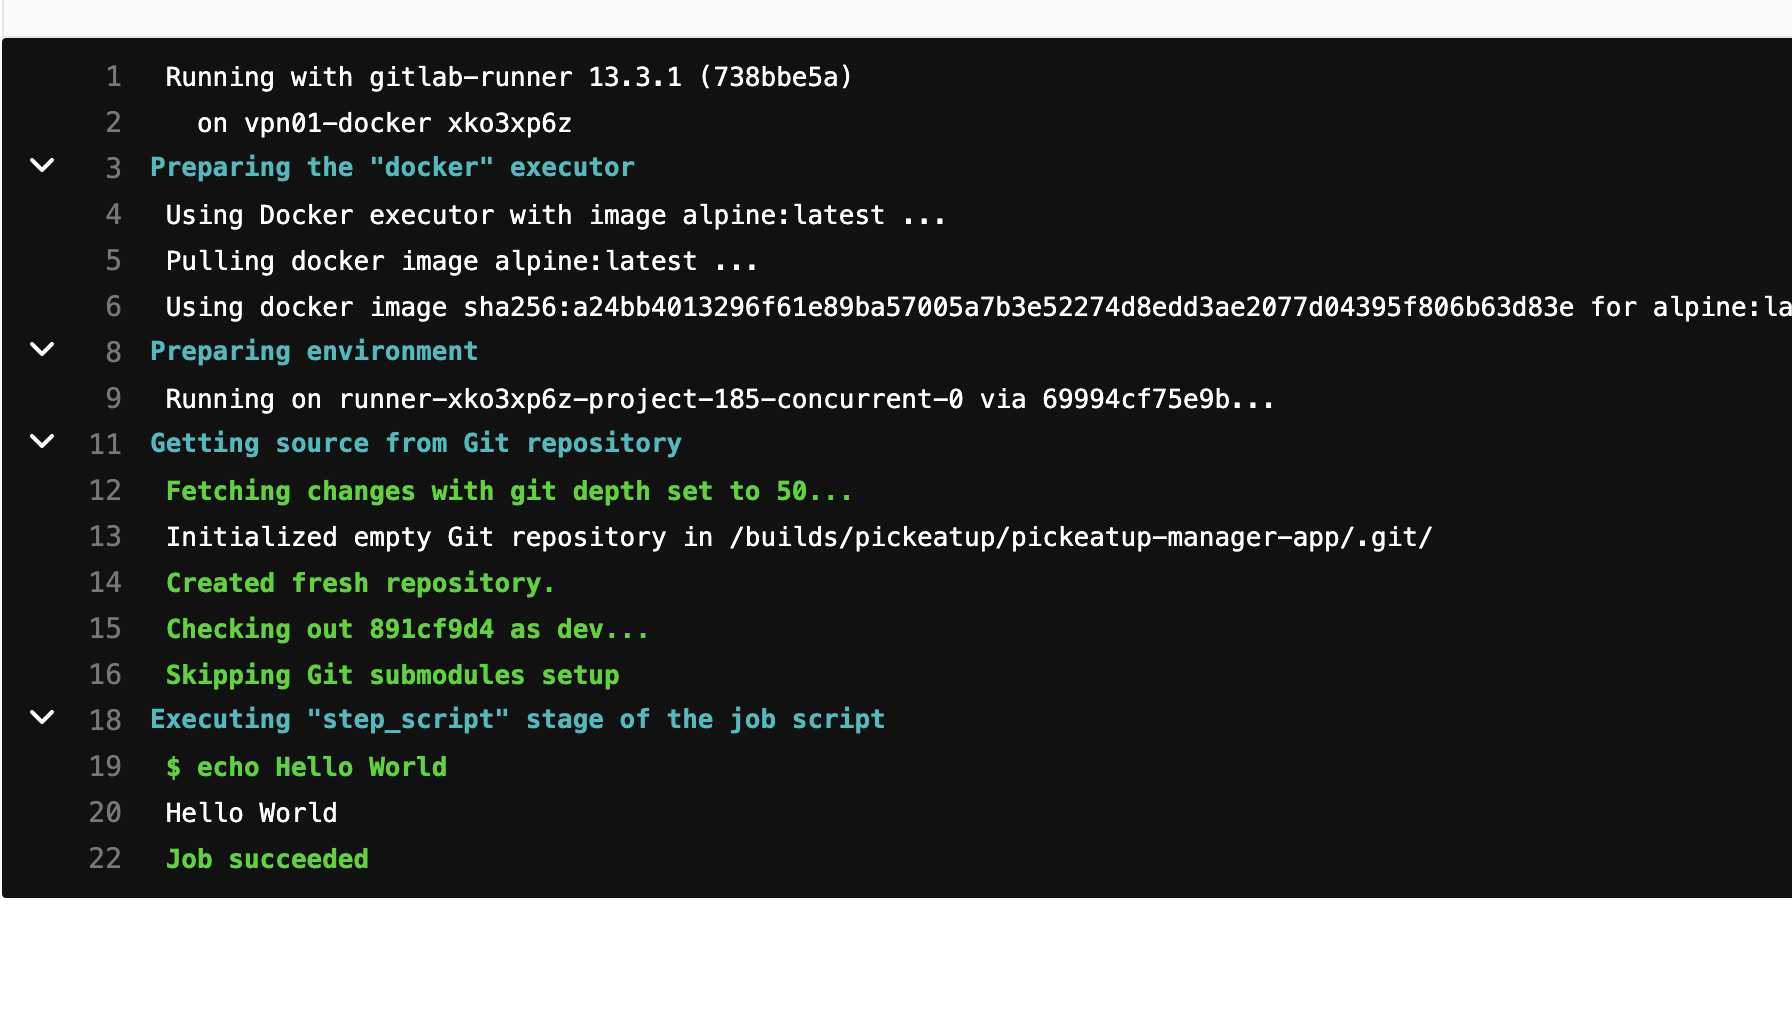 1 Running with gitlab-runner 13.3.1 (738bbe5a)
2 on vpn01-docker xko3xp6z
3 Preparing the "docker" executor
4 Using Docker executor with image alpine:latest ...
5 Pulling docker image alpine:latest ...
6 Using docker image sha256:a24bb4013296f61e89ba57005a7b3e52274d8edd3ae2077d04395f806b63d83e for alpine:la
8 Preparing environment
9 Running on runner-xko3xp6z-project-185-concurrent-0 via 69994cf75e9b...
11 Getting source from Git repository
12 Fetching changes with git depth set to 50...
13 Initialized empty Git repository in /builds/pickeatup/pickeatup-manager-app/.git/
14 Created fresh repository.
15 Checking out 891cf9d4 as dev...
16 Skipping Git submodules setup
18 Executing "step_script" stage of the job script
19 $ echo Hello World
20 Hello World
22 Job succeeded